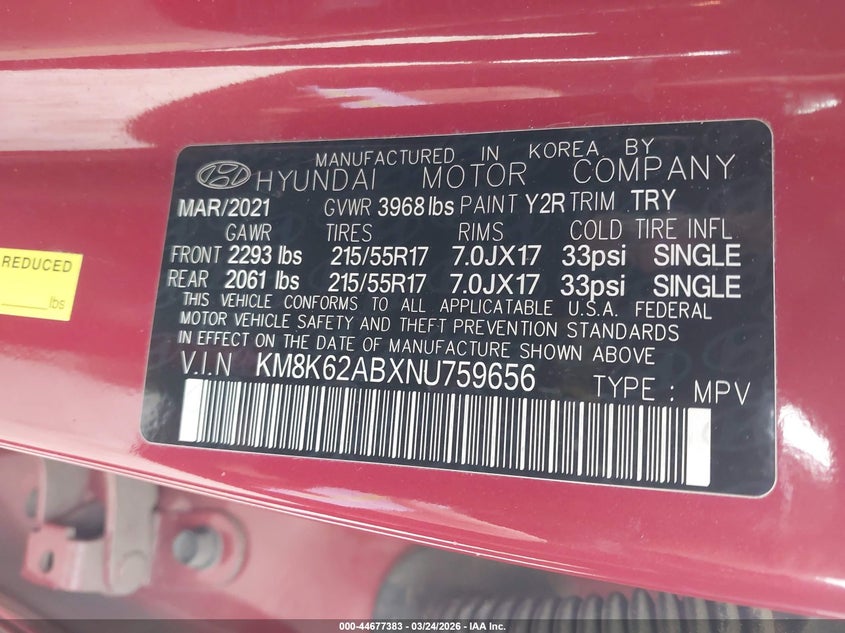 MANUFACTURED IN KOREA BY
HYUNDAI MOTOR COMPANY
MAR/2021 GVWR 3968 lbs PAINT Y2R TRIM TRY
GAWR TIRES RIMS COLD TIRE INFL
FRONT 2293 lbs 215/55R17 7.0JX17 33psi SINGLE
REAR 2061 lbs 215/55R17 7.0JX17 33psi SINGLE
THIS VEHICLE CONFORMS TO ALL APPLICATABLE U.S.A. FEDERAL
MOTOR VEHICLE SAFETY AND THEFT PREVENTION STANDARDS
IN EFFECT ON THE DATE OF MANUFACTURE SHOWN ABOVE
V.I.N KM8K62ABXNU759656 TYPE : MPV
REDUCED
lbs
000-44677383 - 03/24/2026 - IAA Inc.